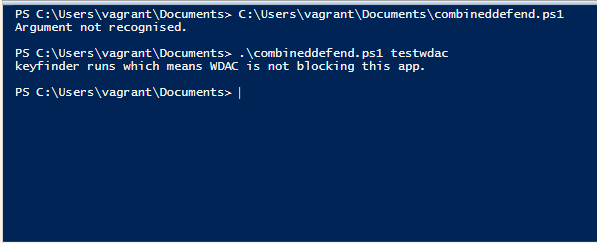 PS C:\Users\vagrant\Documents> C:\Users\vagrant\Documents\combineddefend.ps1
Argument not recognised.
PS C:\Users\vagrant\Documents> .\combineddefend.ps1 testwdac
keyfinder runs which means WDAC is not blocking this app.
PS C:\Users\vagrant\Documents>